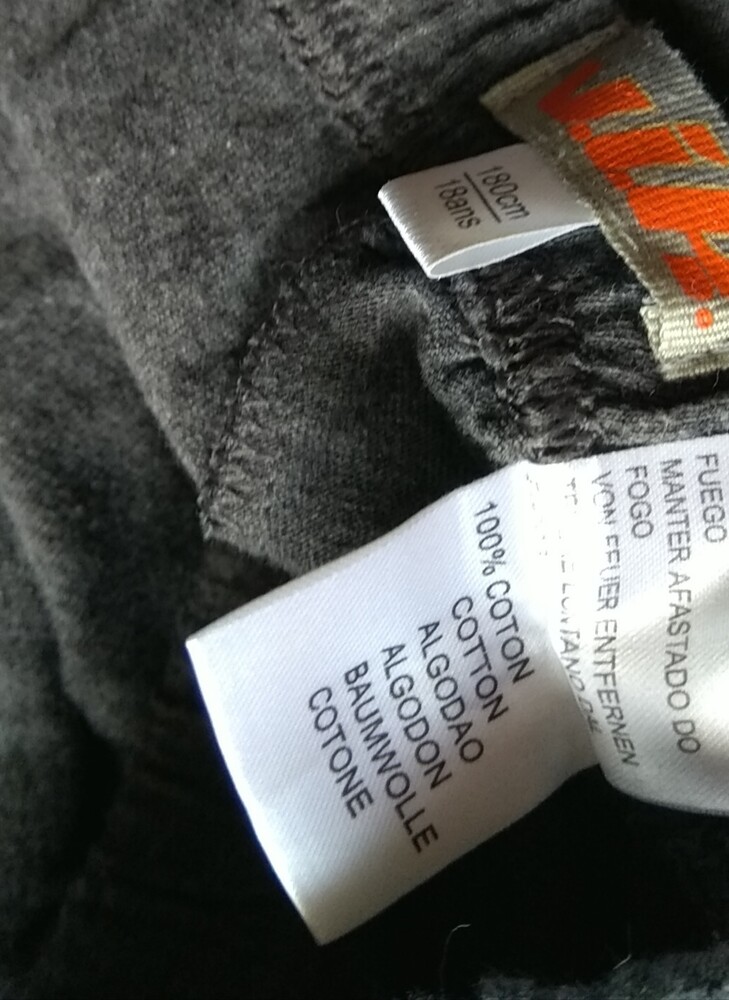 180cm
18ans
100% COTON
COTTON
ALGODAO
ALGODON
BAUMWOLLE
COTONE
FUEGO
MANTER AFASTADO DO
FOGO
VON FEUER ENTFERNEN